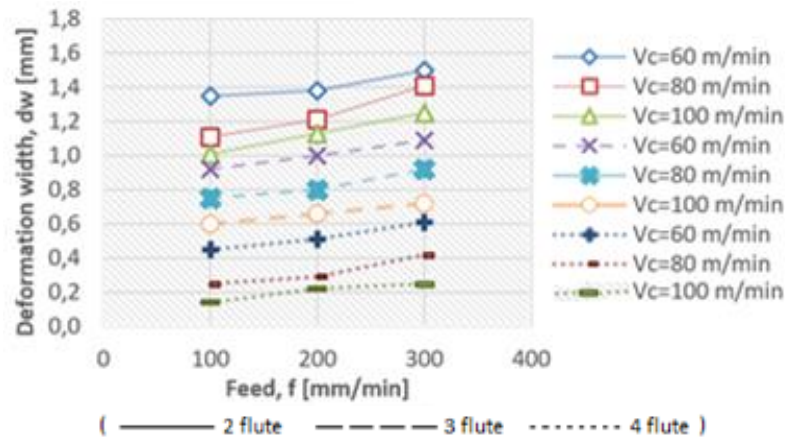 Deformation width, dw [mm]
1,8
1,6
1,4
1,2
1,0
0,8
0,6
0,4
0,2
0,0
0 100 200 300 400
Feed, f [mm/min]
Vc=60 m/min
Vc=80 m/min
Vc=100 m/min
Vc=60 m/min
Vc=80 m/min
Vc=100 m/min
Vc=60 m/min
Vc=80 m/min
Vc=100 m/min
( 2 flute 3 flute 4 flute )